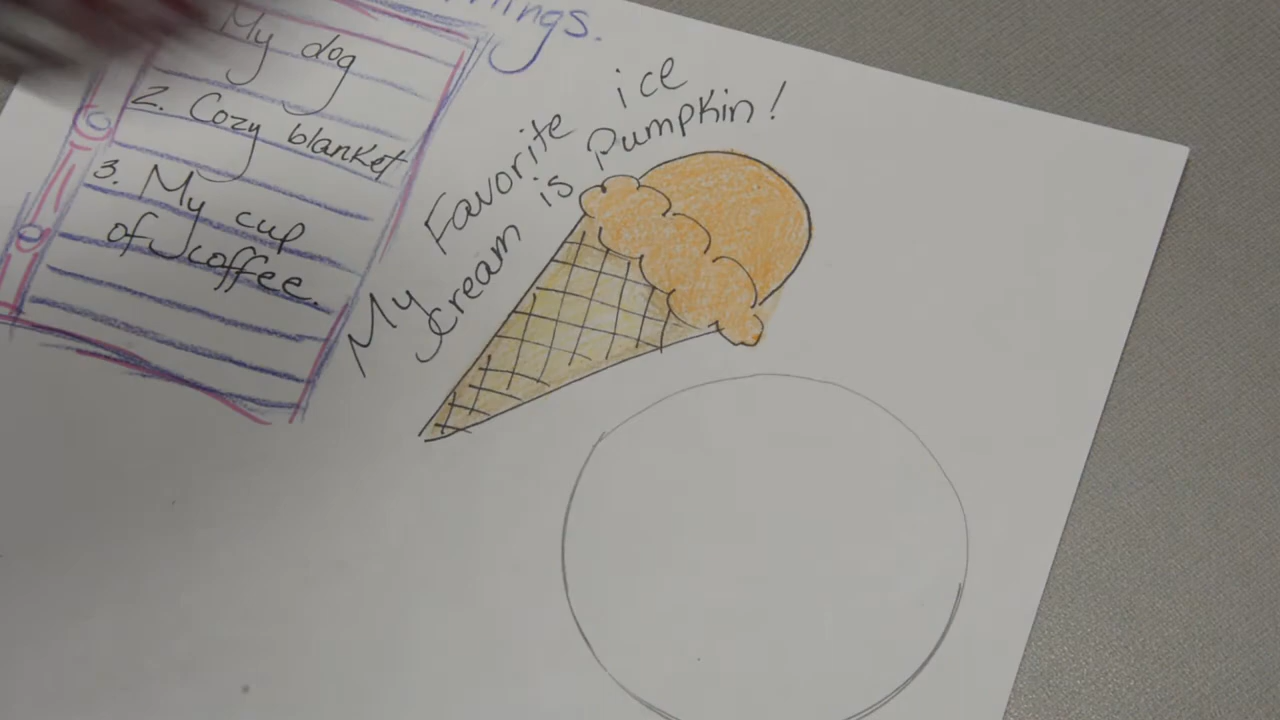 My dog
2. Cozy blanket
3. My cup
of coffee.
My Favorite ice
cream is Pumpkin!